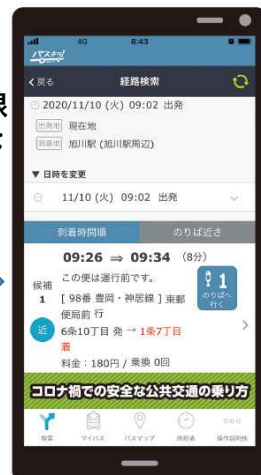 線
4G 8:43
バスキタ!
<戻る 経路検索
2020/11/10 (火) 09:02 出発
出発地 現在地
到着地 旭川駅 (旭川駅周辺)
▼ 日時を変更
11/10 (火) 09:02 出発
到着時間順 のりば近さ
09:26 ⇒ 09:34 (8分)
候補 1
この便は運行前です。
[ 98番 豊岡・神居線 ] 東郵便局前 行
1
のりばへ行く
近
6条10丁目 発 → 1条7丁目
着
料金：180円 / 乗換 0回
コロナ禍での安全な公共交通の乗り方
検索 マイバス バスマップ 時刻表 操作説明他